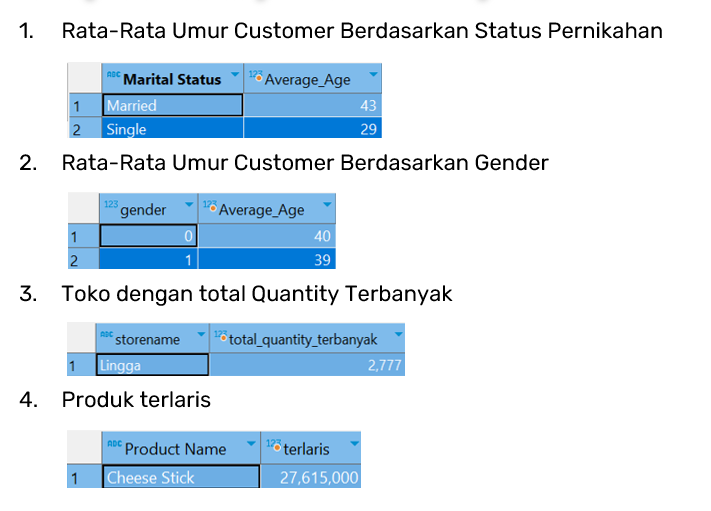 1. Rata-Rata Umur Customer Berdasarkan Status Pernikahan
ABC Marital Status 123 Average_Age
1 Married 43
2 Single 29
2. Rata-Rata Umur Customer Berdasarkan Gender
123 gender 123 Average_Age
1 0 40
2 1 39
3. Toko dengan total Quantity Terbanyak
ABC storename 123 total_quantity_terbanyak
1 Lingga 2,777
4. Produk terlaris
ABC Product Name 123 terlaris
1 Cheese Stick 27,615,000